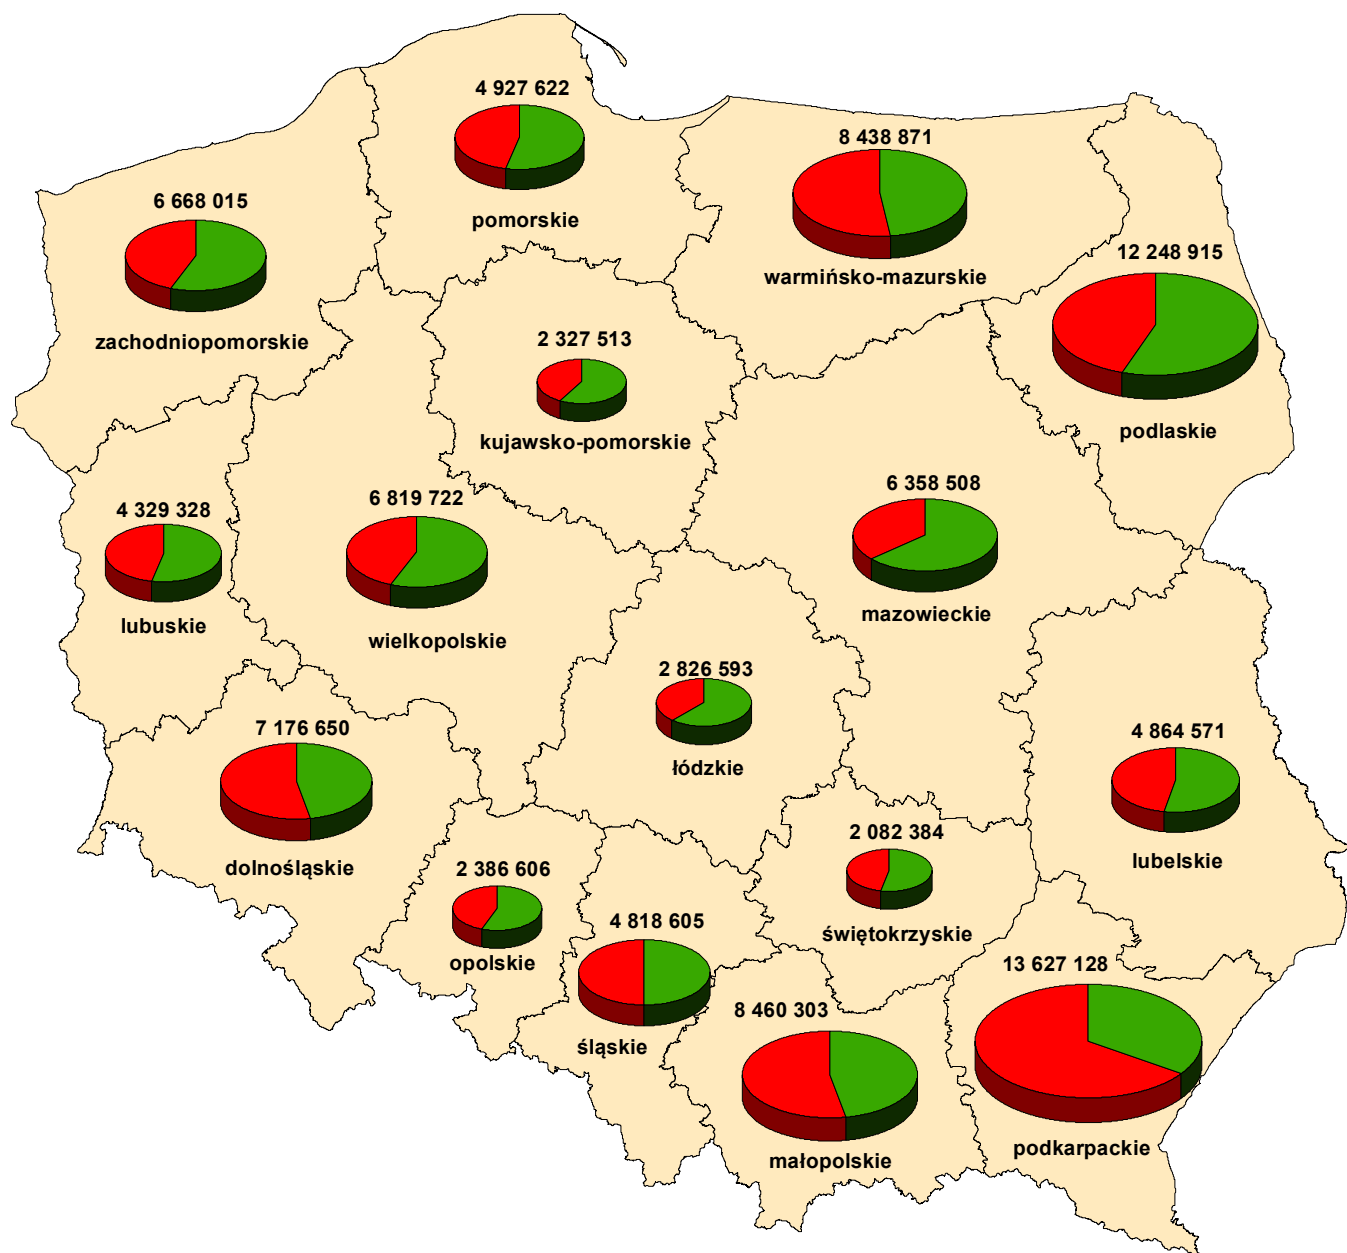 4 927 622
pomorskie
8 438 871
warmińsko-mazurskie
6 668 015
zachodniopomorskie
12 248 915
podlaskie
2 327 513
kujawsko-pomorskie
4 329 328
lubuskie
6 819 722
wielkopolskie
6 358 508
mazowieckie
2 826 593
łódzkie
7 176 650
dolnośląskie
4 864 571
lubelskie
2 082 384
świętokrzyskie
2 386 606
opolskie
4 818 605
śląskie
8 460 303
małopolskie
13 627 128
podkarpackie